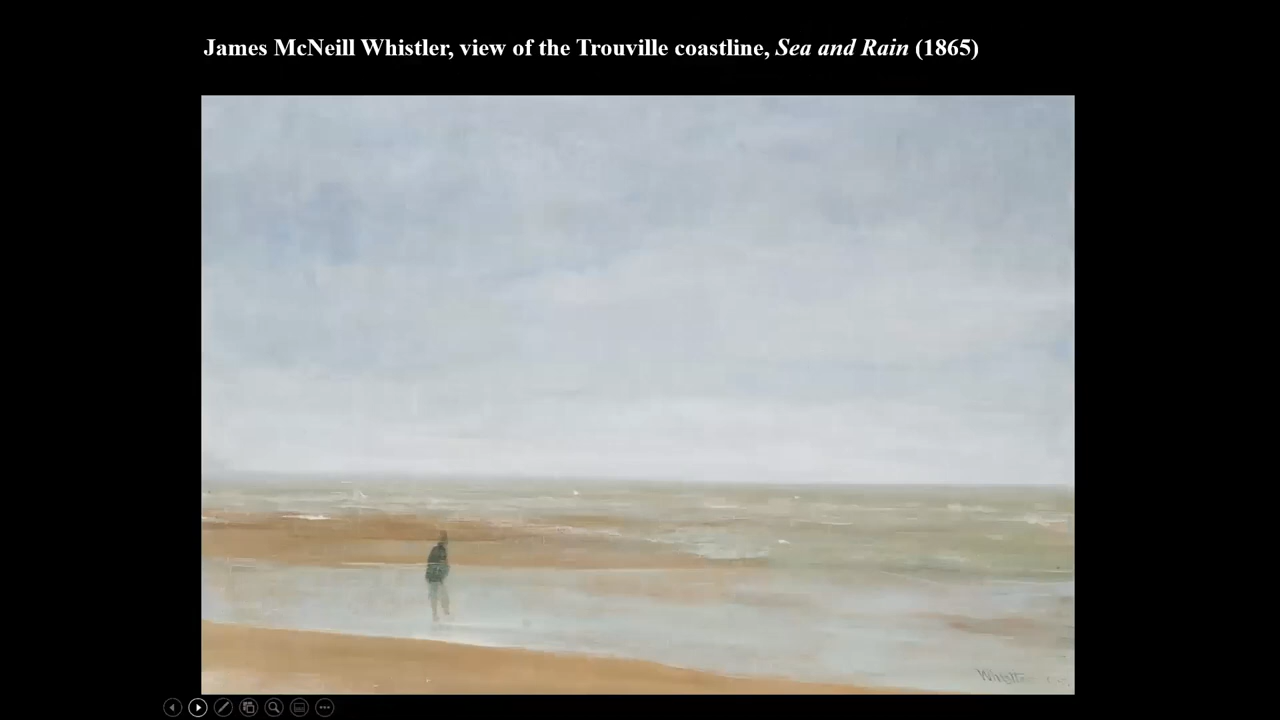 James McNeill Whistler, view of the Trouville coastline, Sea and Rain (1865)